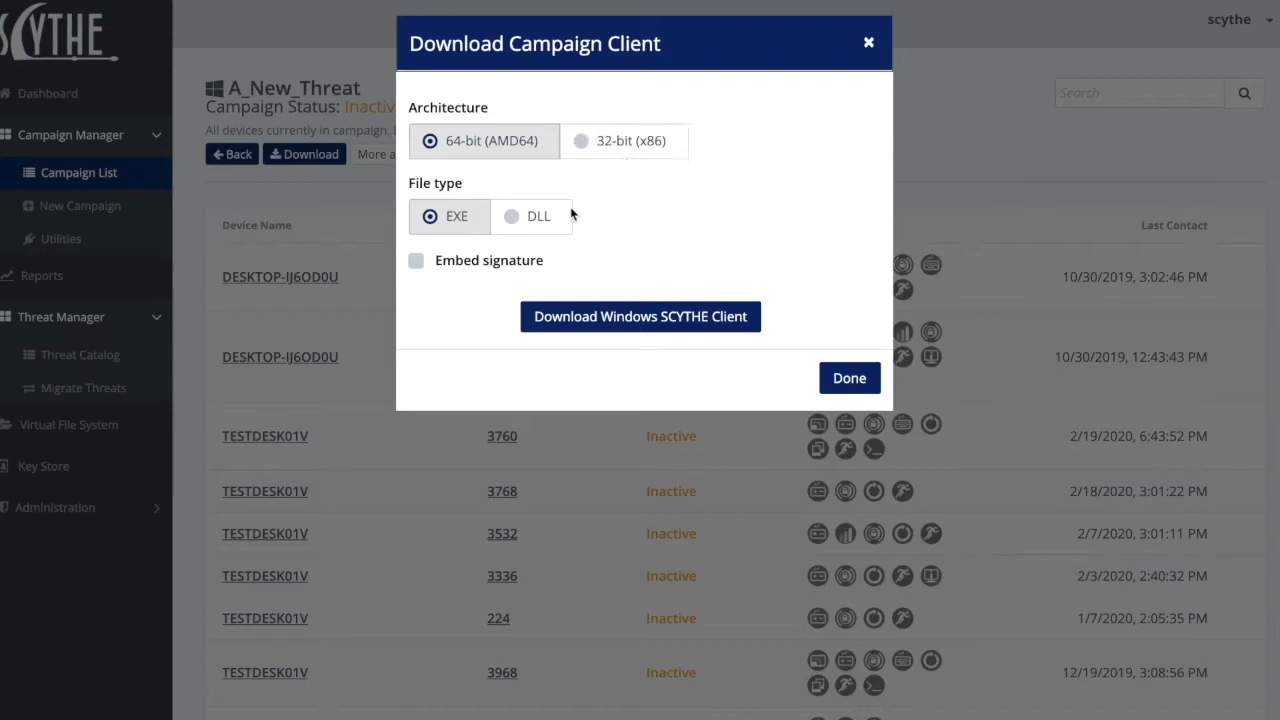 SCYTHE
scythe
Dashboard
Campaign Manager
Campaign List
New Campaign
Utilities
Reports
Threat Manager
Threat Catalog
Migrate Threats
Virtual File System
Key Store
Administration
A_New_Threat
Campaign Status: Inactiv
All devices currently in campaign,
Back
Download
More a
Search
Download Campaign Client
Architecture
64-bit (AMD64)
32-bit (x86)
File type
EXE
DLL
Embed signature
Download Windows SCYTHE Client
Done
Device Name
Last Contact
DESKTOP-IJ6OD0U
10/30/2019, 3:02:46 PM
DESKTOP-IJ6OD0U
10/30/2019, 12:43:43 PM
TESTDESK01V 3760 Inactive 2/19/2020, 6:43:52 PM
TESTDESK01V 3768 Inactive 2/18/2020, 3:01:22 PM
TESTDESK01V 3532 Inactive 2/7/2020, 3:01:11 PM
TESTDESK01V 3336 Inactive 2/3/2020, 2:40:32 PM
TESTDESK01V 224 Inactive 1/7/2020, 2:05:35 PM
TESTDESK01V 3968 Inactive 12/19/2019, 3:08:56 PM